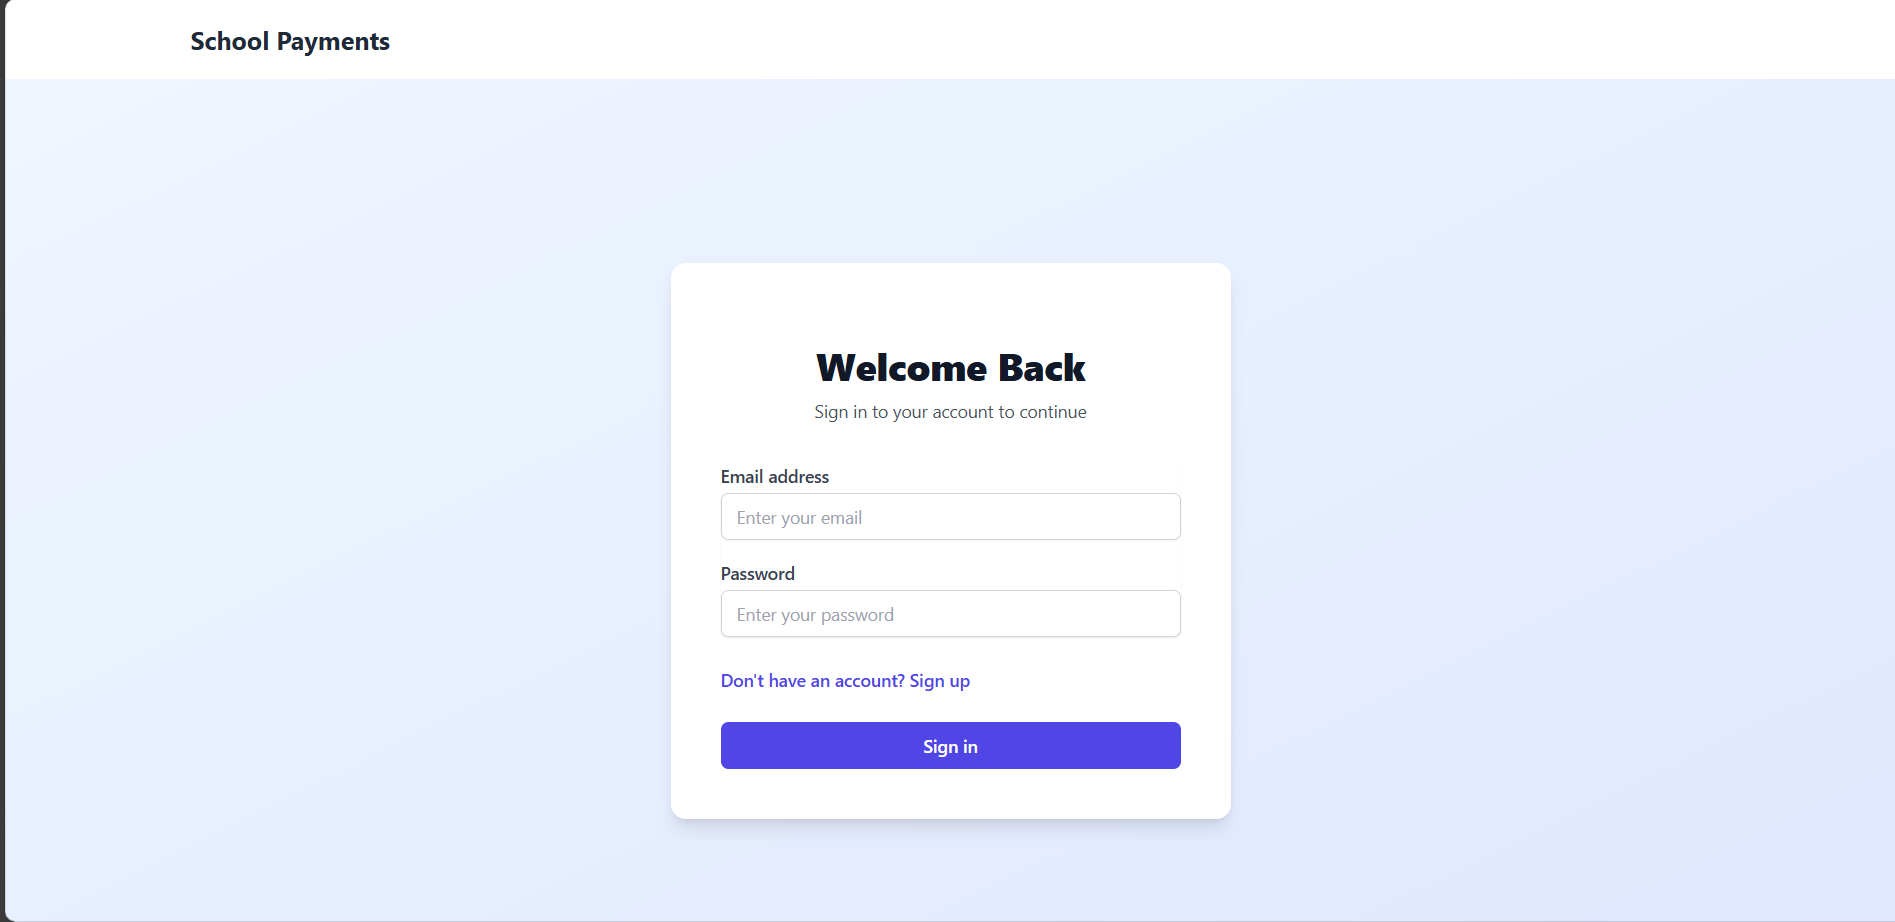 School Payments
Welcome Back
Sign in to your account to continue
Email address
Enter your email
Password
Enter your password
Don't have an account? Sign up
Sign in